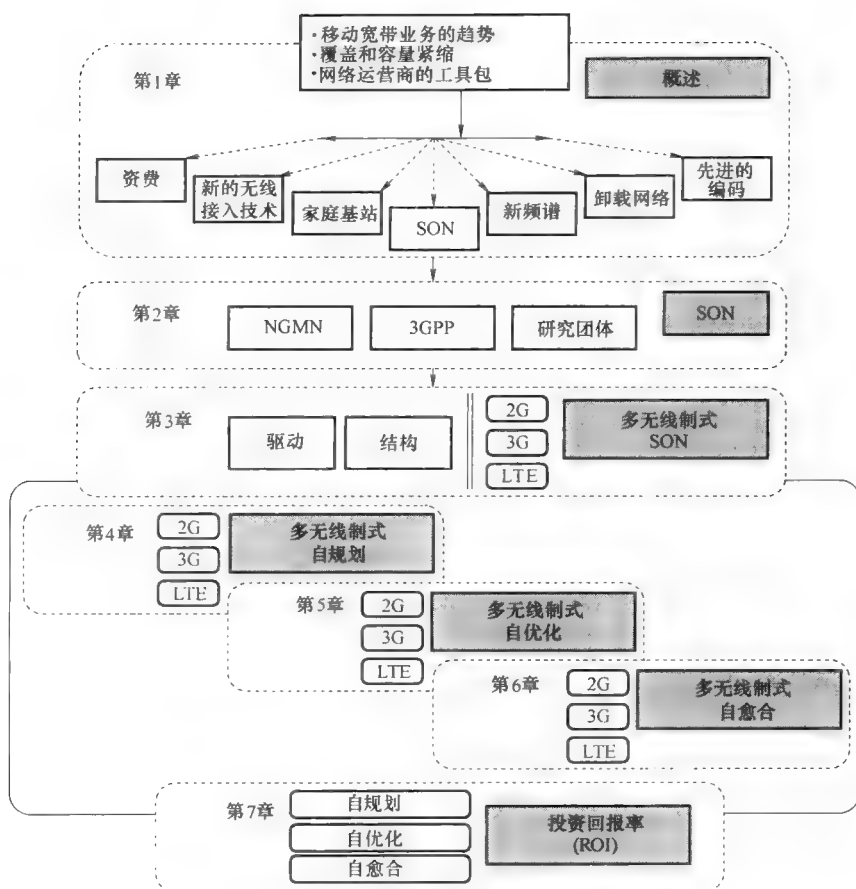 ·移动宽带业务的趋势
·覆盖和容量紧缩
·网络运营商的工具包
第1章
概述
资费
新的无线
接入技术
家庭基站
SON
新频谱
卸载网络
先进的
编码
第2章
NGMN
3GPP
研究团体
SON
第3章
驱动
结构
2G
3G
LTE
多无线制式
SON
第4章
2G
3G
LTE
多无线制式
自规划
第5章
2G
3G
LTE
多无线制式
自优化
第6章
2G
3G
LTE
多无线制式
自愈合
第7章
自规划
自优化
自愈合
投资回报率
(ROI)